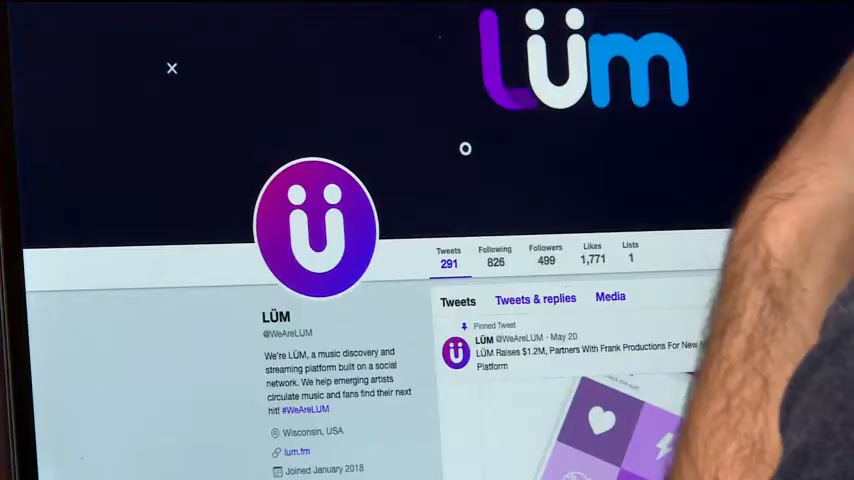 Lüm
Tweets Following Followers Likes Lists
291 826 499 1,771 1
Tweets Tweets & replies Media
Pinned Tweet
LÜM @WeAreLUM · May 20
LÜM Raises $1.2M, Partners With Frank Productions For New
Platform
ü
LÜM
@WeAreLUM
We're LÜM, a music discovery and
streaming platform built on a social
network. We help emerging artists
circulate music and fans find their next
hit! #WeAreLUM
Wisconsin, USA
lum.fm
Joined January 2018